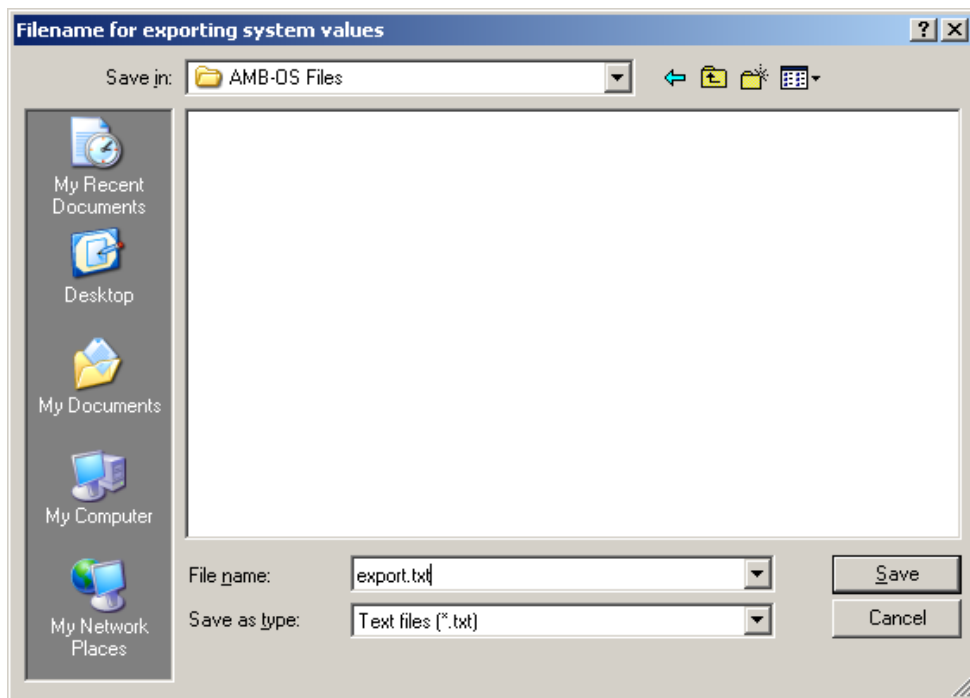 Filename for exporting system values
Save in: AMB-OS Files
My Recent
Documents
Desktop
My Documents
My Computer
My Network
Places
File name: export.txt Save
Save as type: Text files (*.txt) Cancel